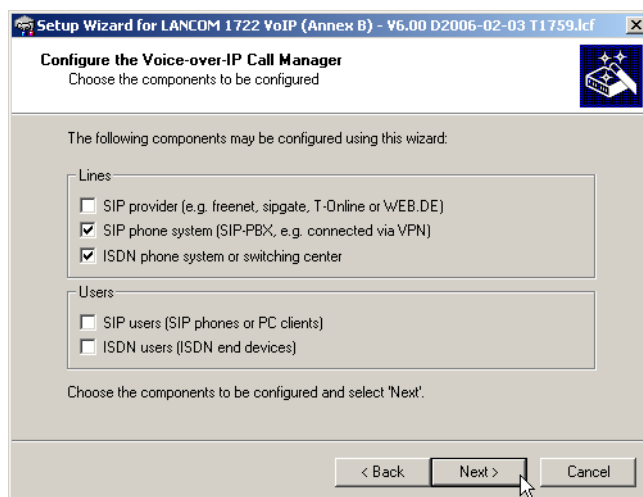 Setup Wizard for LANCOM 1722 VoIP (Annex B) - V6.00 D2006-02-03 T1759.lcf
Configure the Voice-over-IP Call Manager
Choose the components to be configured
The following components may be configured using this wizard:
Lines
SIP provider (e.g. freenet, sipgate, T-Online or WEB.DE)
SIP phone system (SIP-PBX, e.g. connected via VPN)
ISDN phone system or switching center
Users
SIP users (SIP phones or PC clients)
ISDN users (ISDN end devices)
Choose the components to be configured and select 'Next'.
< Back
Next >
Cancel